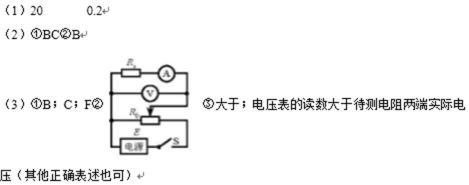 (1) 20 0.2↵
(2) ①BC②B↵
Rx
A
V
R0
E
电源
S
(3) ①B；C；F② ③大于；电压表的读数大于待测电阻两端实际电
压（其他正确表述也可）↵